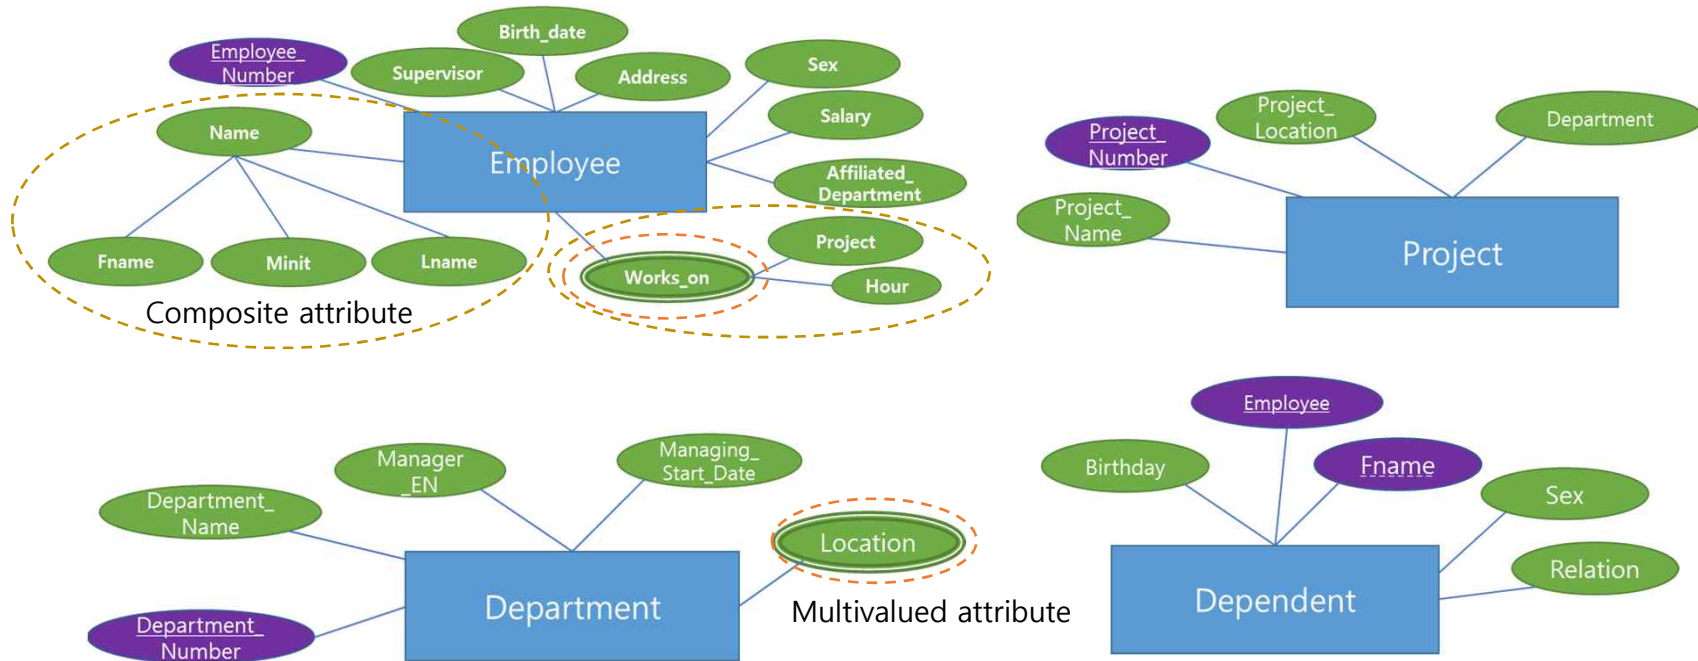 Employee_
Number
Supervisor
Birth_date
Address
Sex
Salary
Affiliated_
Department
Name
Employee
Fname
Minit
Lname
Composite attribute
Works_on
Project
Hour
Project_
Location
Department
Project_
Number
Project_
Name
Project
Manager
_EN
Managing_
Start_Date
Department_
Name
Location
Department
Multivalued attribute
Department_
Number
Employee
Birthday
Fname
Sex
Relation
Dependent